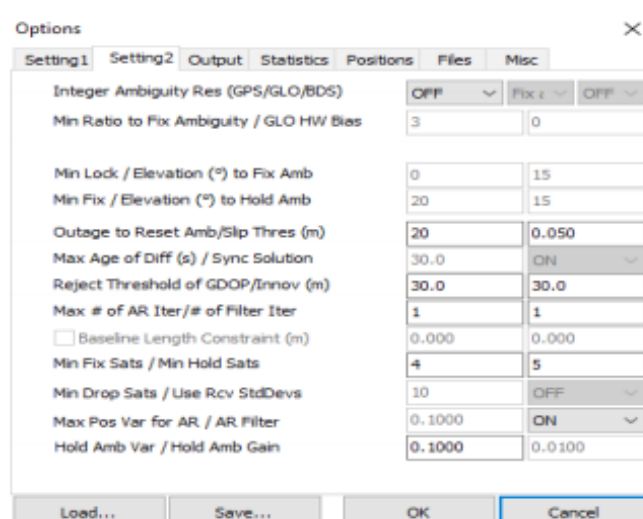 Options
Setting1 Setting2 Output Statistics Positions Files Misc
Integer Ambiguity Res (GPS/GLO/BDS) OFF Fix OFF
Min Ratio to Fix Ambiguity / GLO HW Bias 3 0
Min Lock / Elevation (°) to Fix Amb 0 15
Min Fix / Elevation (°) to Hold Amb 20 15
Outage to Reset Amb/Slip Thres (m) 20 0.050
Max Age of Diff (s) / Sync Solution 30.0 ON
Reject Threshold of GDOP/Innov (m) 30.0 30.0
Max # of AR Iter/# of Filter Iter 1 1
Baseline Length Constraint (m) 0.000 0.000
Min Fix Sats / Min Hold Sats 4 5
Min Drop Sats / Use Rcv StdDevs 10 OFF
Max Pos Var for AR / AR Filter 0.1000 ON
Hold Amb Var / Hold Amb Gain 0.1000 0.0100
Load... Save... OK Cancel